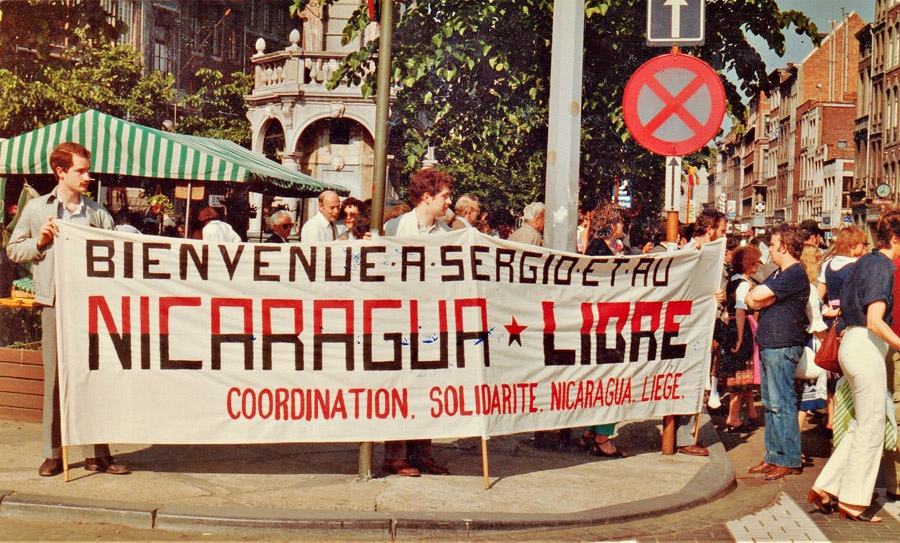 BIENVENUE·A·SERGIO·ET·AU
NICARAGUA ★ LIBRE
COORDINATION. SOLIDARITE. NICARAGUA. LIEGE.